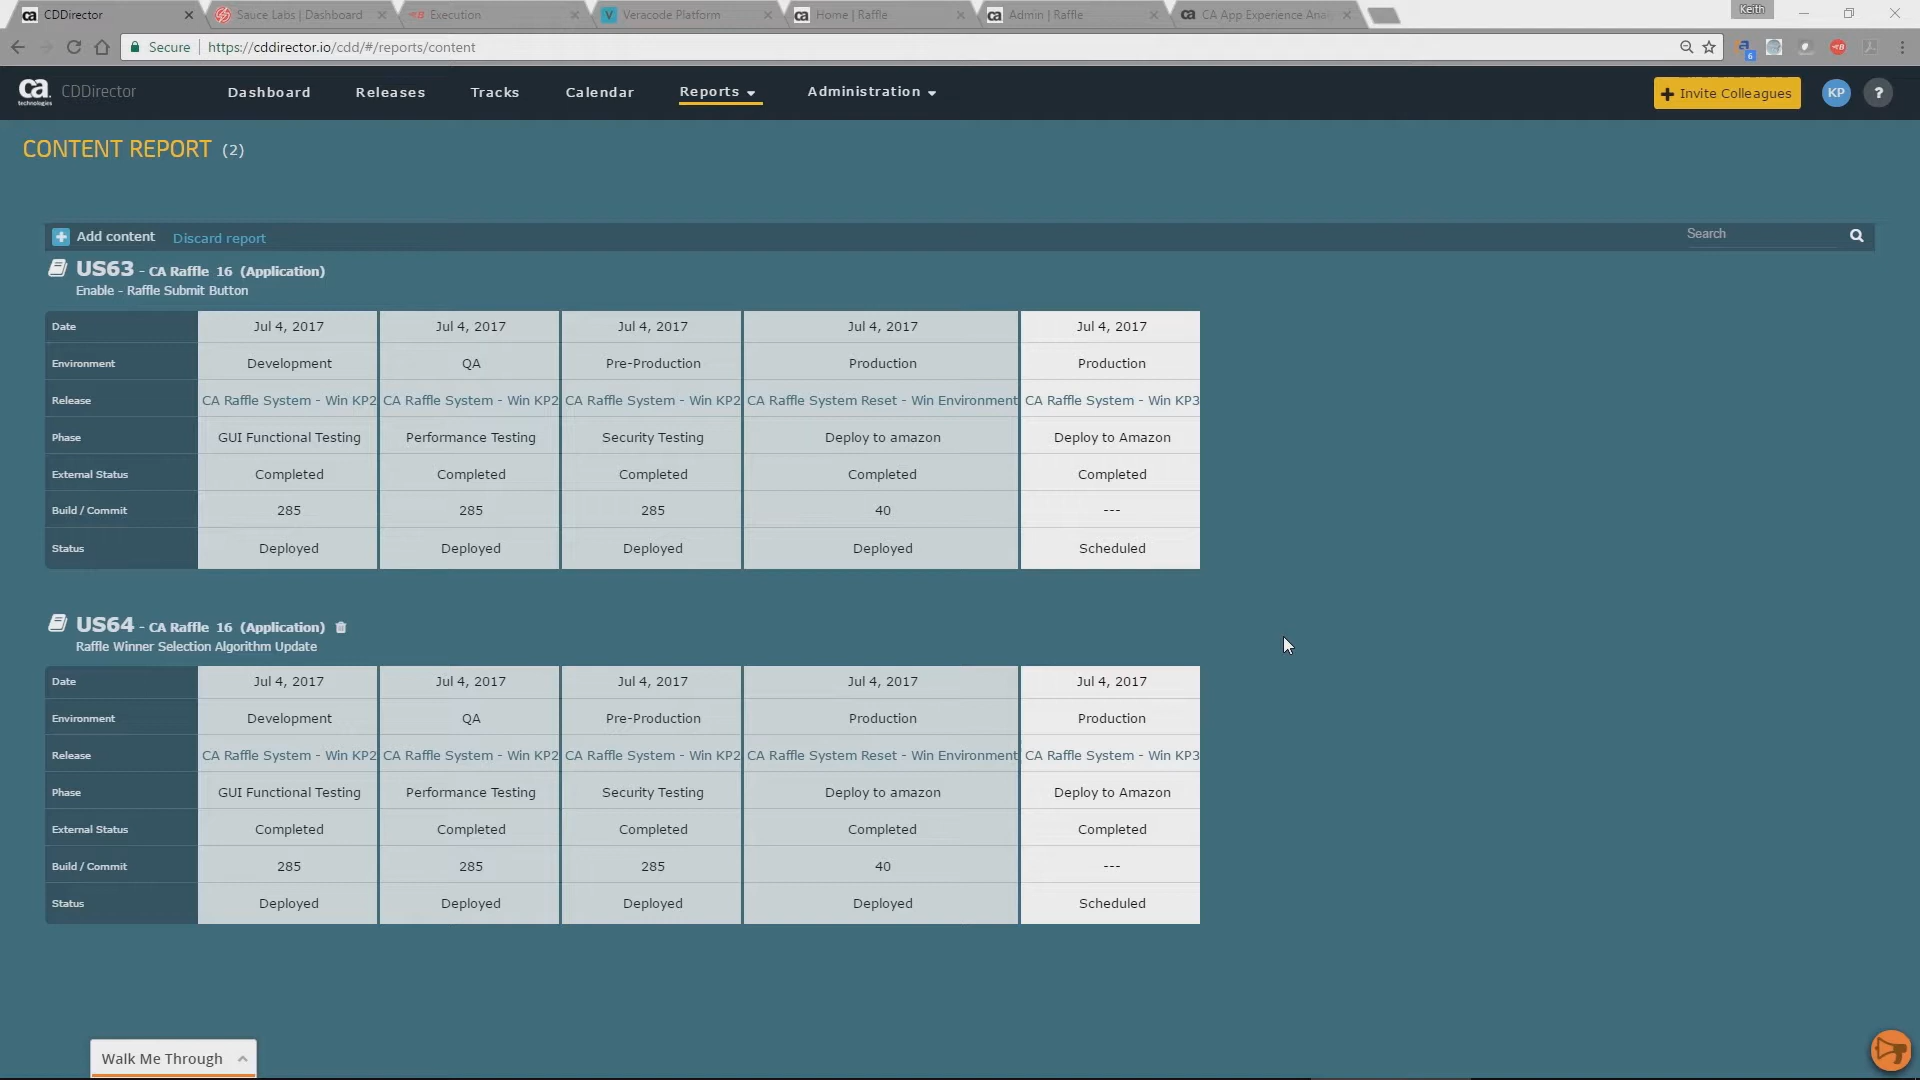 CDDirector
Sauce Labs | Dashboard
Execution
Veracode Platform
Home | Raffle
Admin | Raffle
CA App Experience Ana
Keith
Secure
https://cddirector.io/cdd/#/reports/content
6
ca
technologies
CDDirector
Dashboard
Releases
Tracks
Calendar
Reports
Administration
Invite Colleagues
KP
?
CONTENT REPORT (2)
Add content
Discard report
Search
US63 - CA Raffle 16 (Application)
Enable - Raffle Submit Button
Date Jul 4, 2017 Jul 4, 2017 Jul 4, 2017 Jul 4, 2017 Jul 4, 2017
Environment Development QA Pre-Production Production Production
Release CA Raffle System - Win KP2 CA Raffle System - Win KP2 CA Raffle System - Win KP2 CA Raffle System Reset - Win Environment CA Raffle System - Win KP3
Phase GUI Functional Testing Performance Testing Security Testing Deploy to amazon Deploy to Amazon
External Status Completed Completed Completed Completed Completed
Build / Commit 285 285 285 40 ---
Status Deployed Deployed Deployed Deployed Scheduled
US64 - CA Raffle 16 (Application)
Raffle Winner Selection Algorithm Update
Date Jul 4, 2017 Jul 4, 2017 Jul 4, 2017 Jul 4, 2017 Jul 4, 2017
Environment Development QA Pre-Production Production Production
Release CA Raffle System - Win KP2 CA Raffle System - Win KP2 CA Raffle System - Win KP2 CA Raffle System Reset - Win Environment CA Raffle System - Win KP3
Phase GUI Functional Testing Performance Testing Security Testing Deploy to amazon Deploy to Amazon
External Status Completed Completed Completed Completed Completed
Build / Commit 285 285 285 40 ---
Status Deployed Deployed Deployed Deployed Scheduled
Walk Me Through